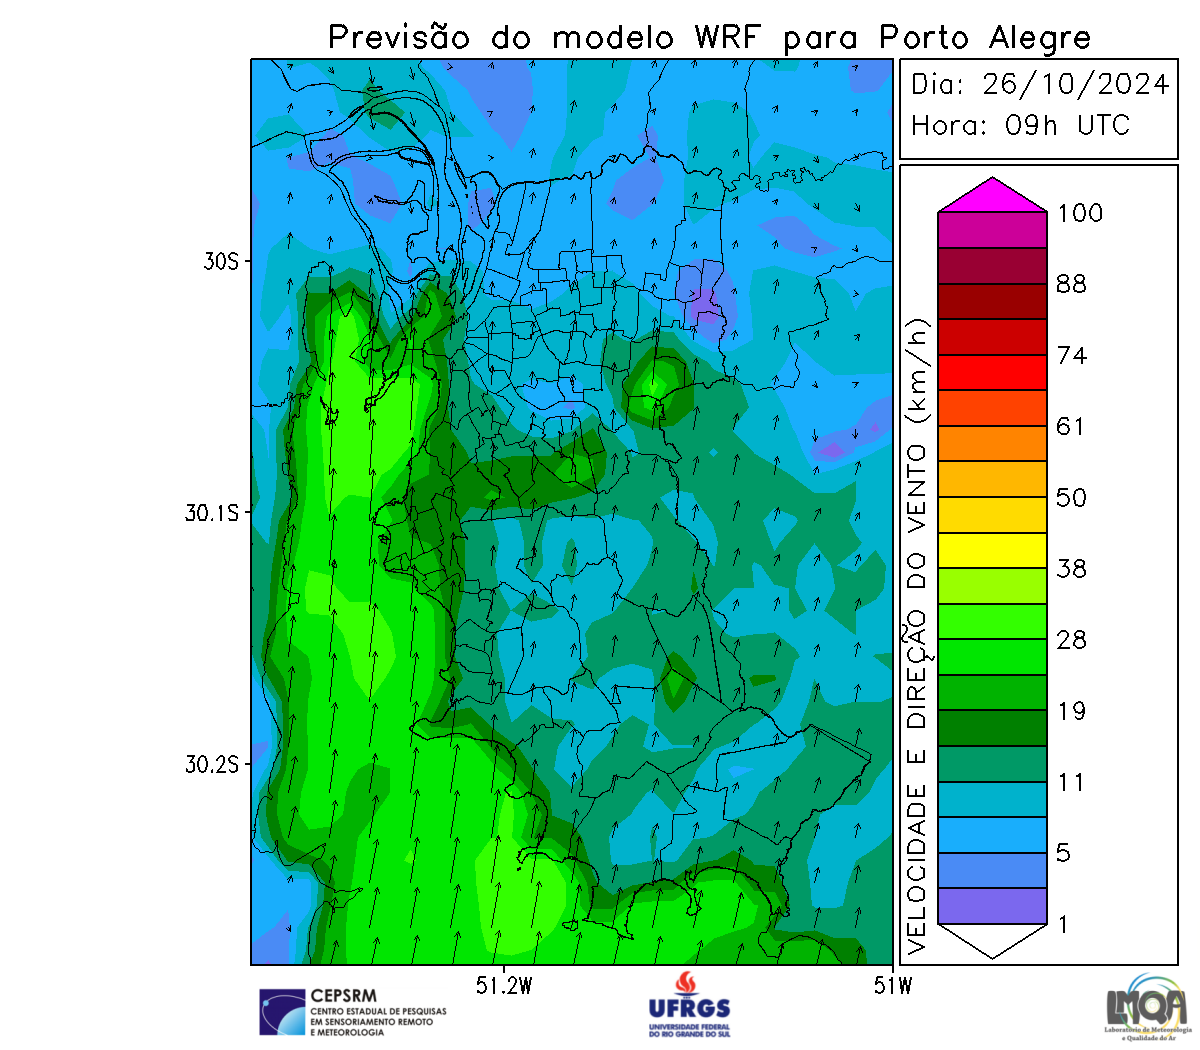 Previsão do modelo WRF para Porto Alegre
Dia: 26/10/2024
Hora: 09h UTC
100
88
74
61
50
38
28
19
11
5
1
VELOCIDADE E DIREÇÃO DO VENTO (km/h)
30S
30.1S
30.2S
51.2W
51W
CEPSRM
CENTRO ESTADUAL DE PESQUISAS
EM SENSORIAMENTO REMOTO
E METEOROLOGIA
UFRGS
UNIVERSIDADE FEDERAL
DO RIO GRANDE DO SUL
LMQA
Laboratório de Meteorologia
e Qualidade do Ar